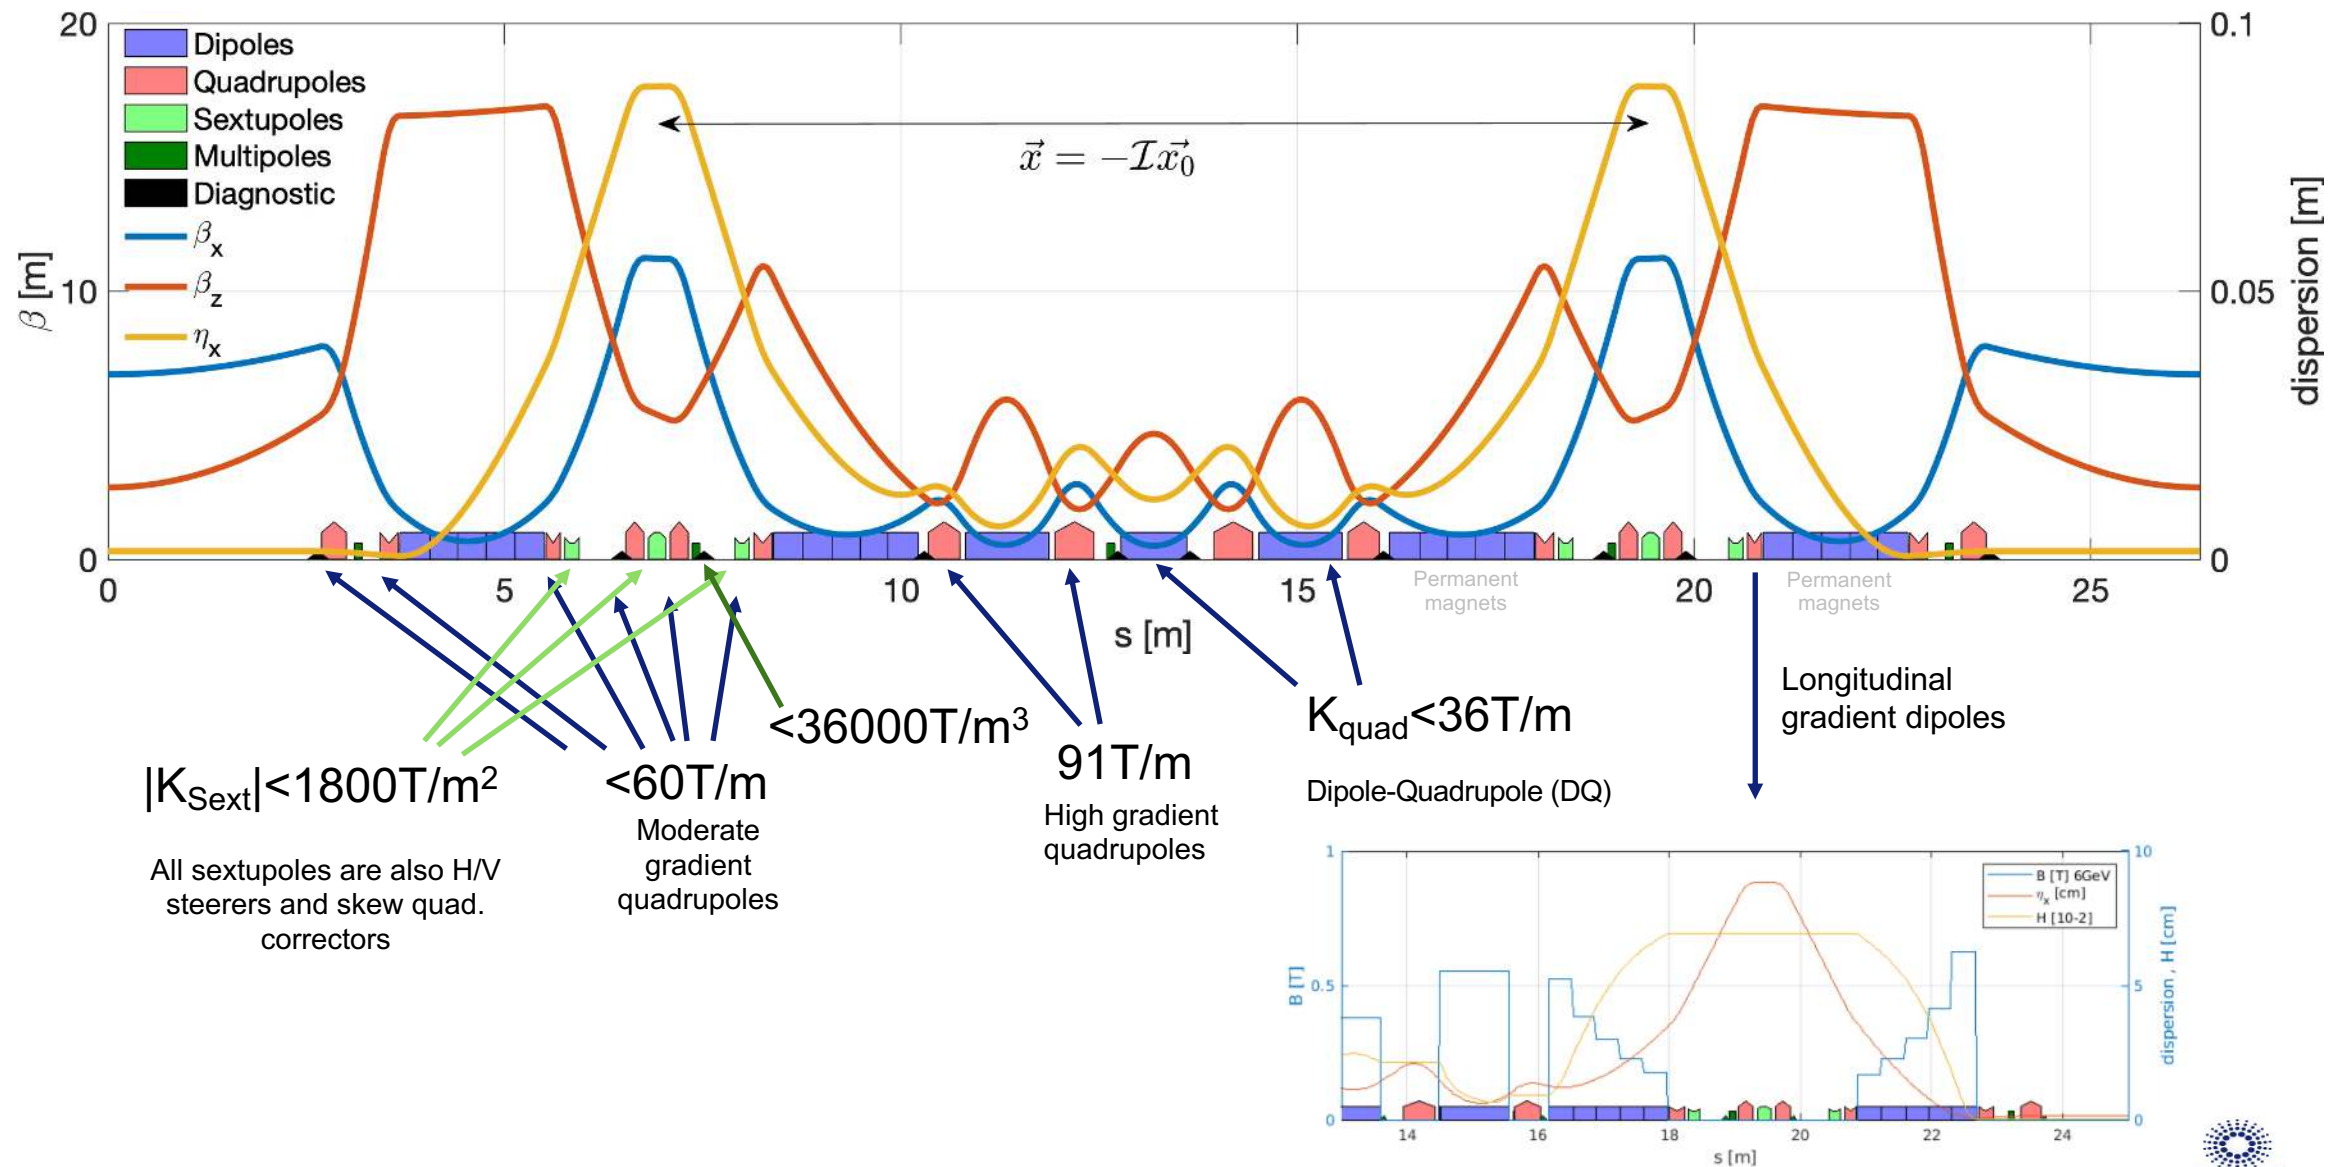 20
10
0
β [m]
Dipoles
Quadrupoles
Sextupoles
Multipoles
Diagnostic
βx
βz
ηx
x⃗ = −ℐx⃗0
0.1
0.05
0
dispersion [m]
0 5 10 15 20 25
s [m]
Permanent
magnets
Permanent
magnets
|KSext|<1800T/m²
All sextupoles are also H/V
steerers and skew quad.
correctors
<60T/m
Moderate
gradient
quadrupoles
<36000T/m³
91T/m
High gradient
quadrupoles
Kquad<36T/m
Dipole-Quadrupole (DQ)
Longitudinal
gradient dipoles
1
0.5
0
B [T]
B [T] 6GeV
ηx [cm]
H [10-2]
10
5
0
dispersion , H [cm]
14 16 18 20 22 24
s [m]